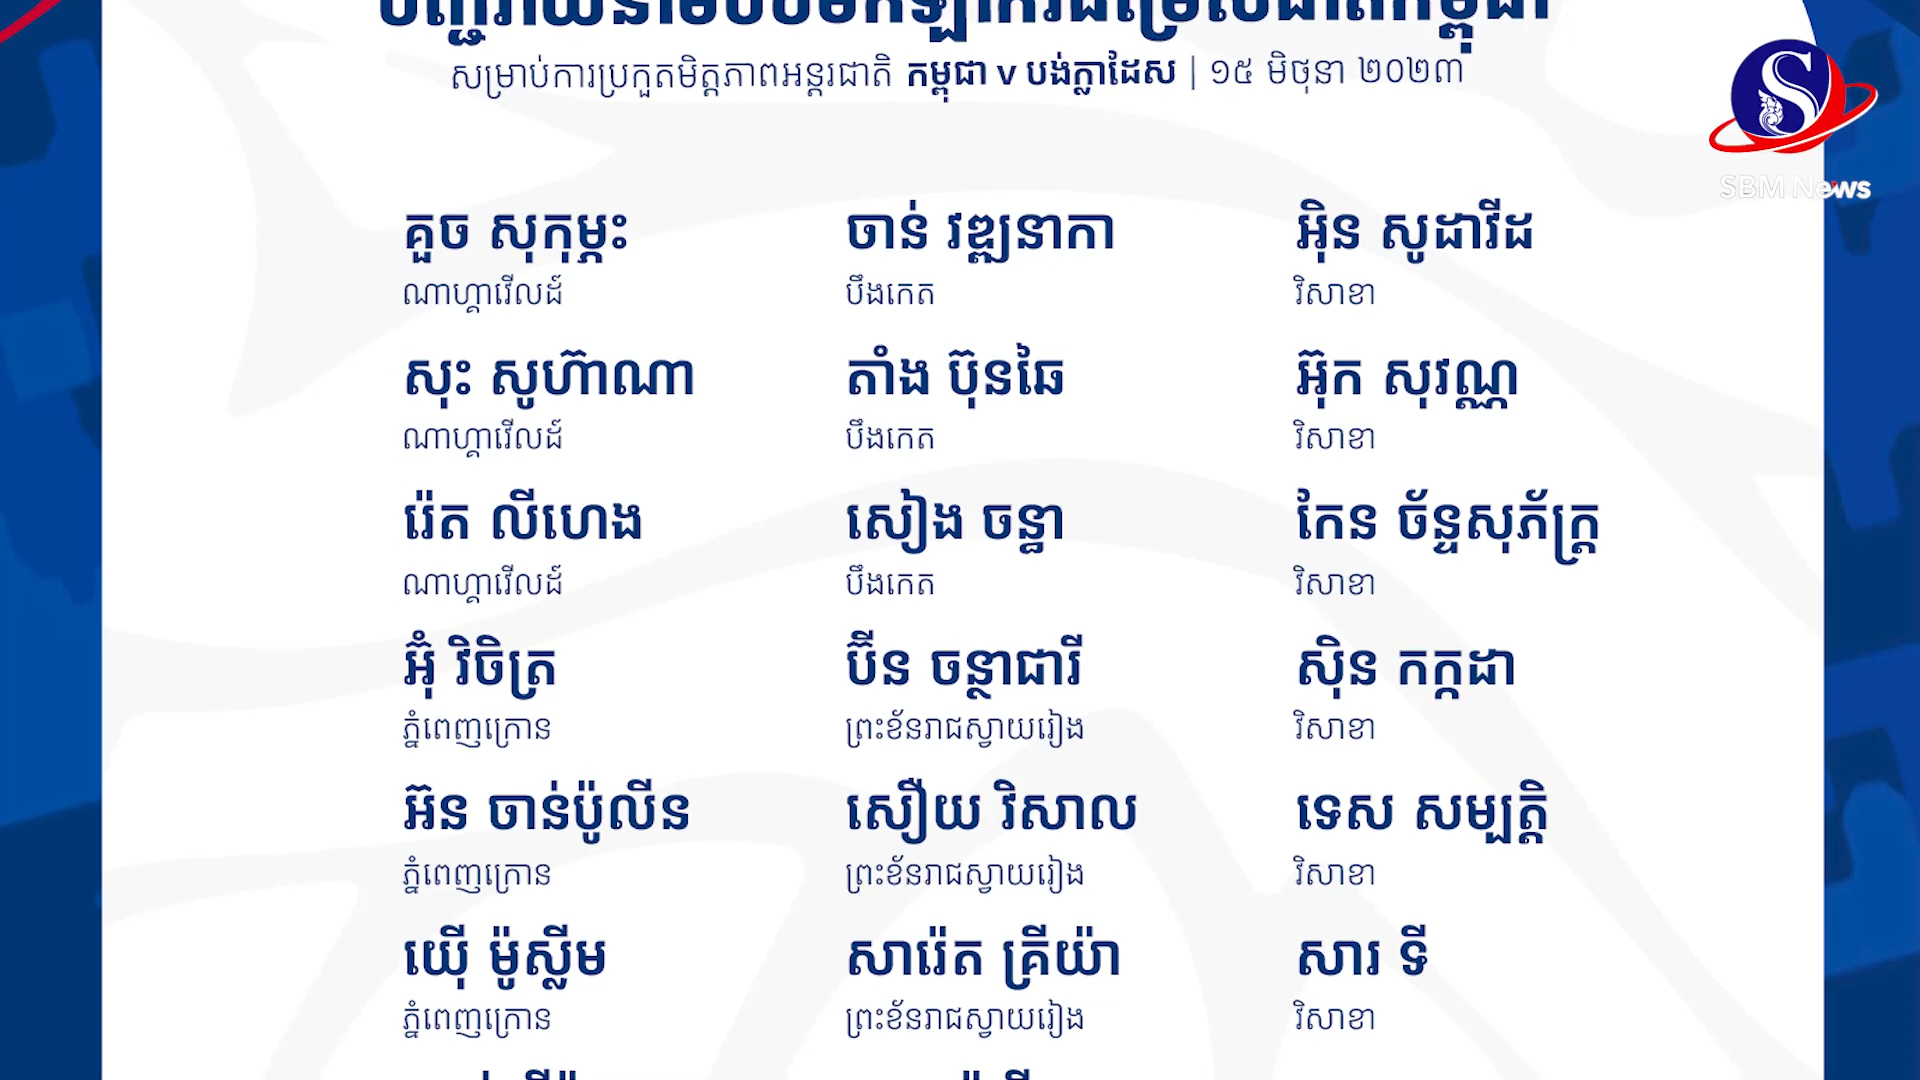 សម្រាប់ការប្រកួតមិត្តភាពអន្តរជាតិ កម្ពុជា v បង់ក្លាដែស | ១៥ មិថុនា ២០២៣
SBM News
គួច សុកុម្ភះ
ណាហ្គាវើលដ៍
ចាន់ វឌ្ឍនាកា
បឹងកេត
អ៊ិន សូដាវីដ
វិសាខា
សុះ សូហ៊ាណា
ណាហ្គាវើលដ៍
តាំង ប៊ុនឆៃ
បឹងកេត
អ៊ុក សុវណ្ណ
វិសាខា
រ៉េត លីហេង
ណាហ្គាវើលដ៍
សៀង ចន្ធា
បឹងកេត
កែន ច័ន្ទសុភ័ក្ត្រ
វិសាខា
អ៊ុំ វិចិត្រ
ភ្នំពេញក្រោន
ប៊ីន ចន្ថាជារី
ព្រះខ័នរាជស្វាយរៀង
ស៊ិន កក្កដា
វិសាខា
អ៊ន ចាន់ប៉ូលីន
ភ្នំពេញក្រោន
សឿយ វិសាល
ព្រះខ័នរាជស្វាយរៀង
ទេស សម្បត្តិ
វិសាខា
យ៉ើ ម៉ូស្លីម
ភ្នំពេញក្រោន
សារ៉េត គ្រីយ៉ា
ព្រះខ័នរាជស្វាយរៀង
សារ ទី
វិសាខា